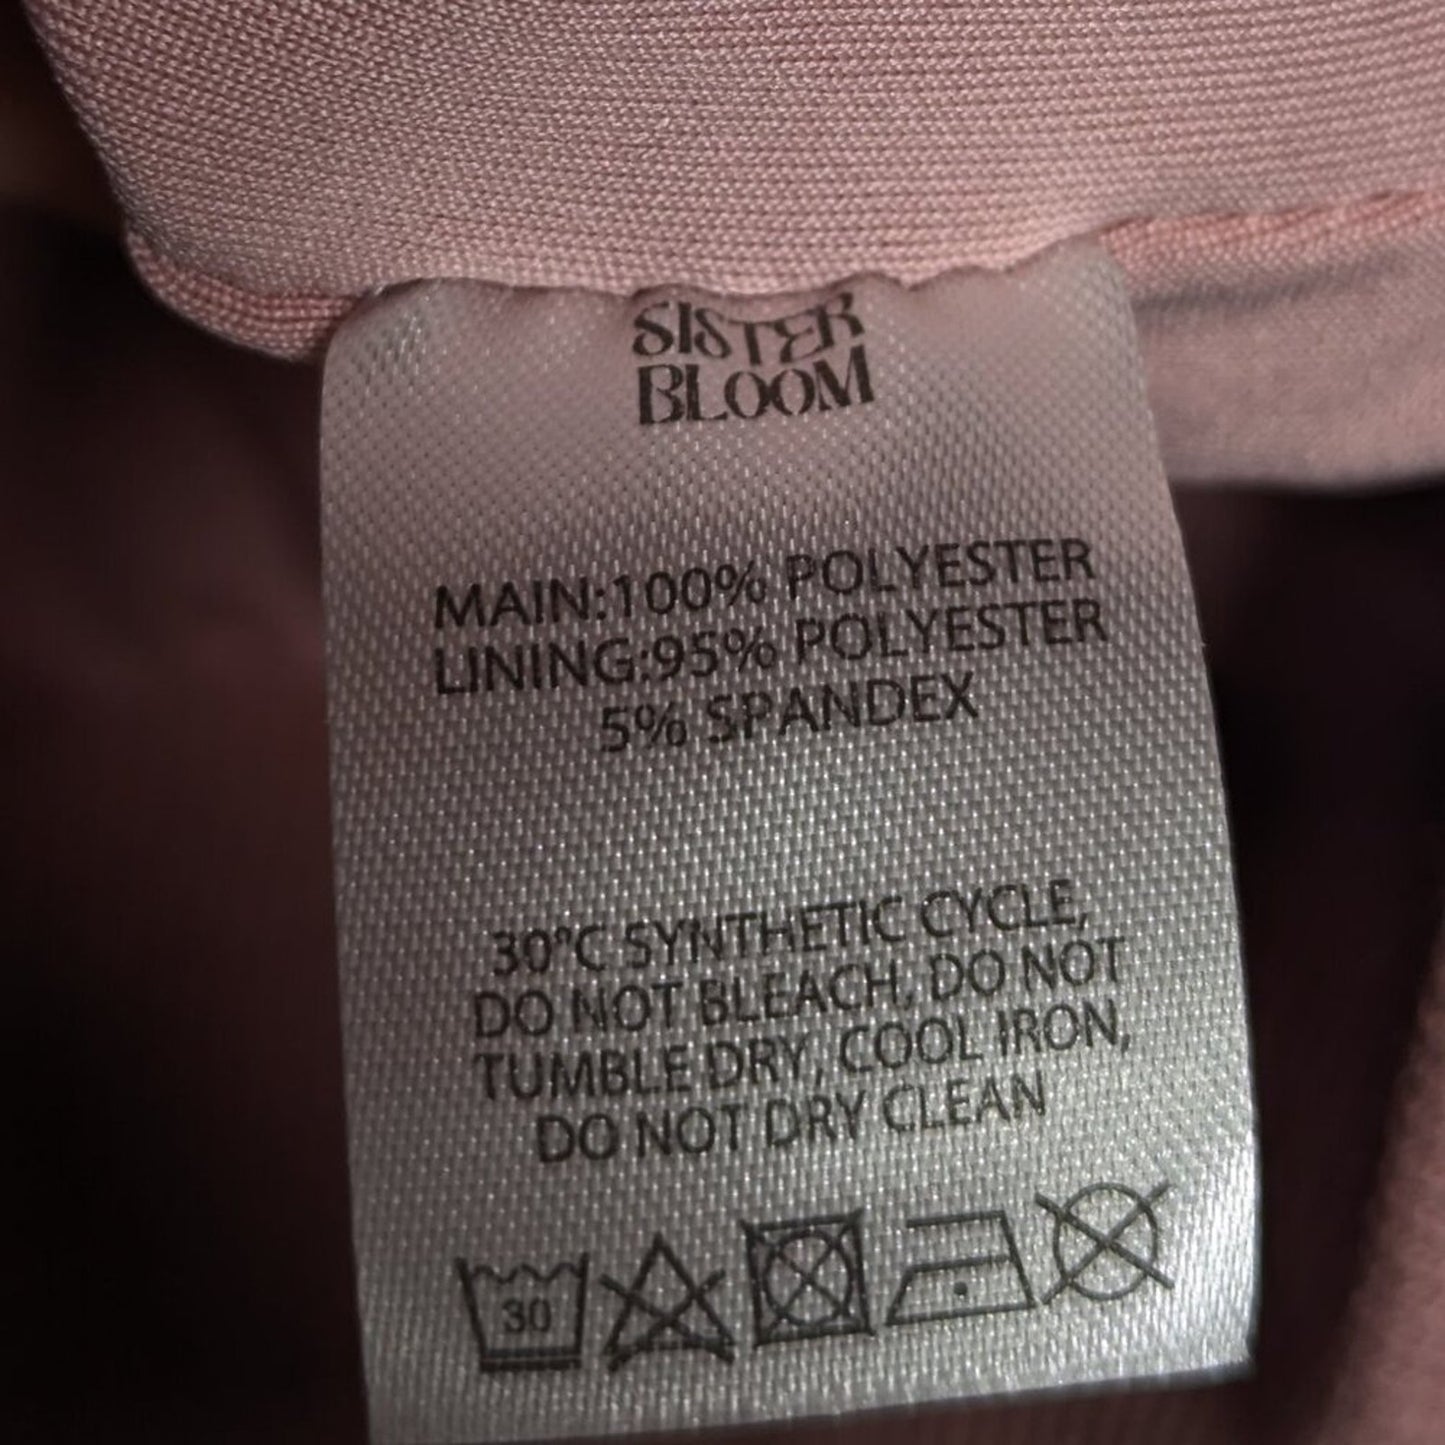 SISTER
BLOOM
MAIN:100% POLYESTER
LINING:95% POLYESTER
5% SPANDEX
30°C SYNTHETIC CYCLE,
DO NOT BLEACH, DO NOT
TUMBLE DRY, COOL IRON,
DO NOT DRY CLEAN
30